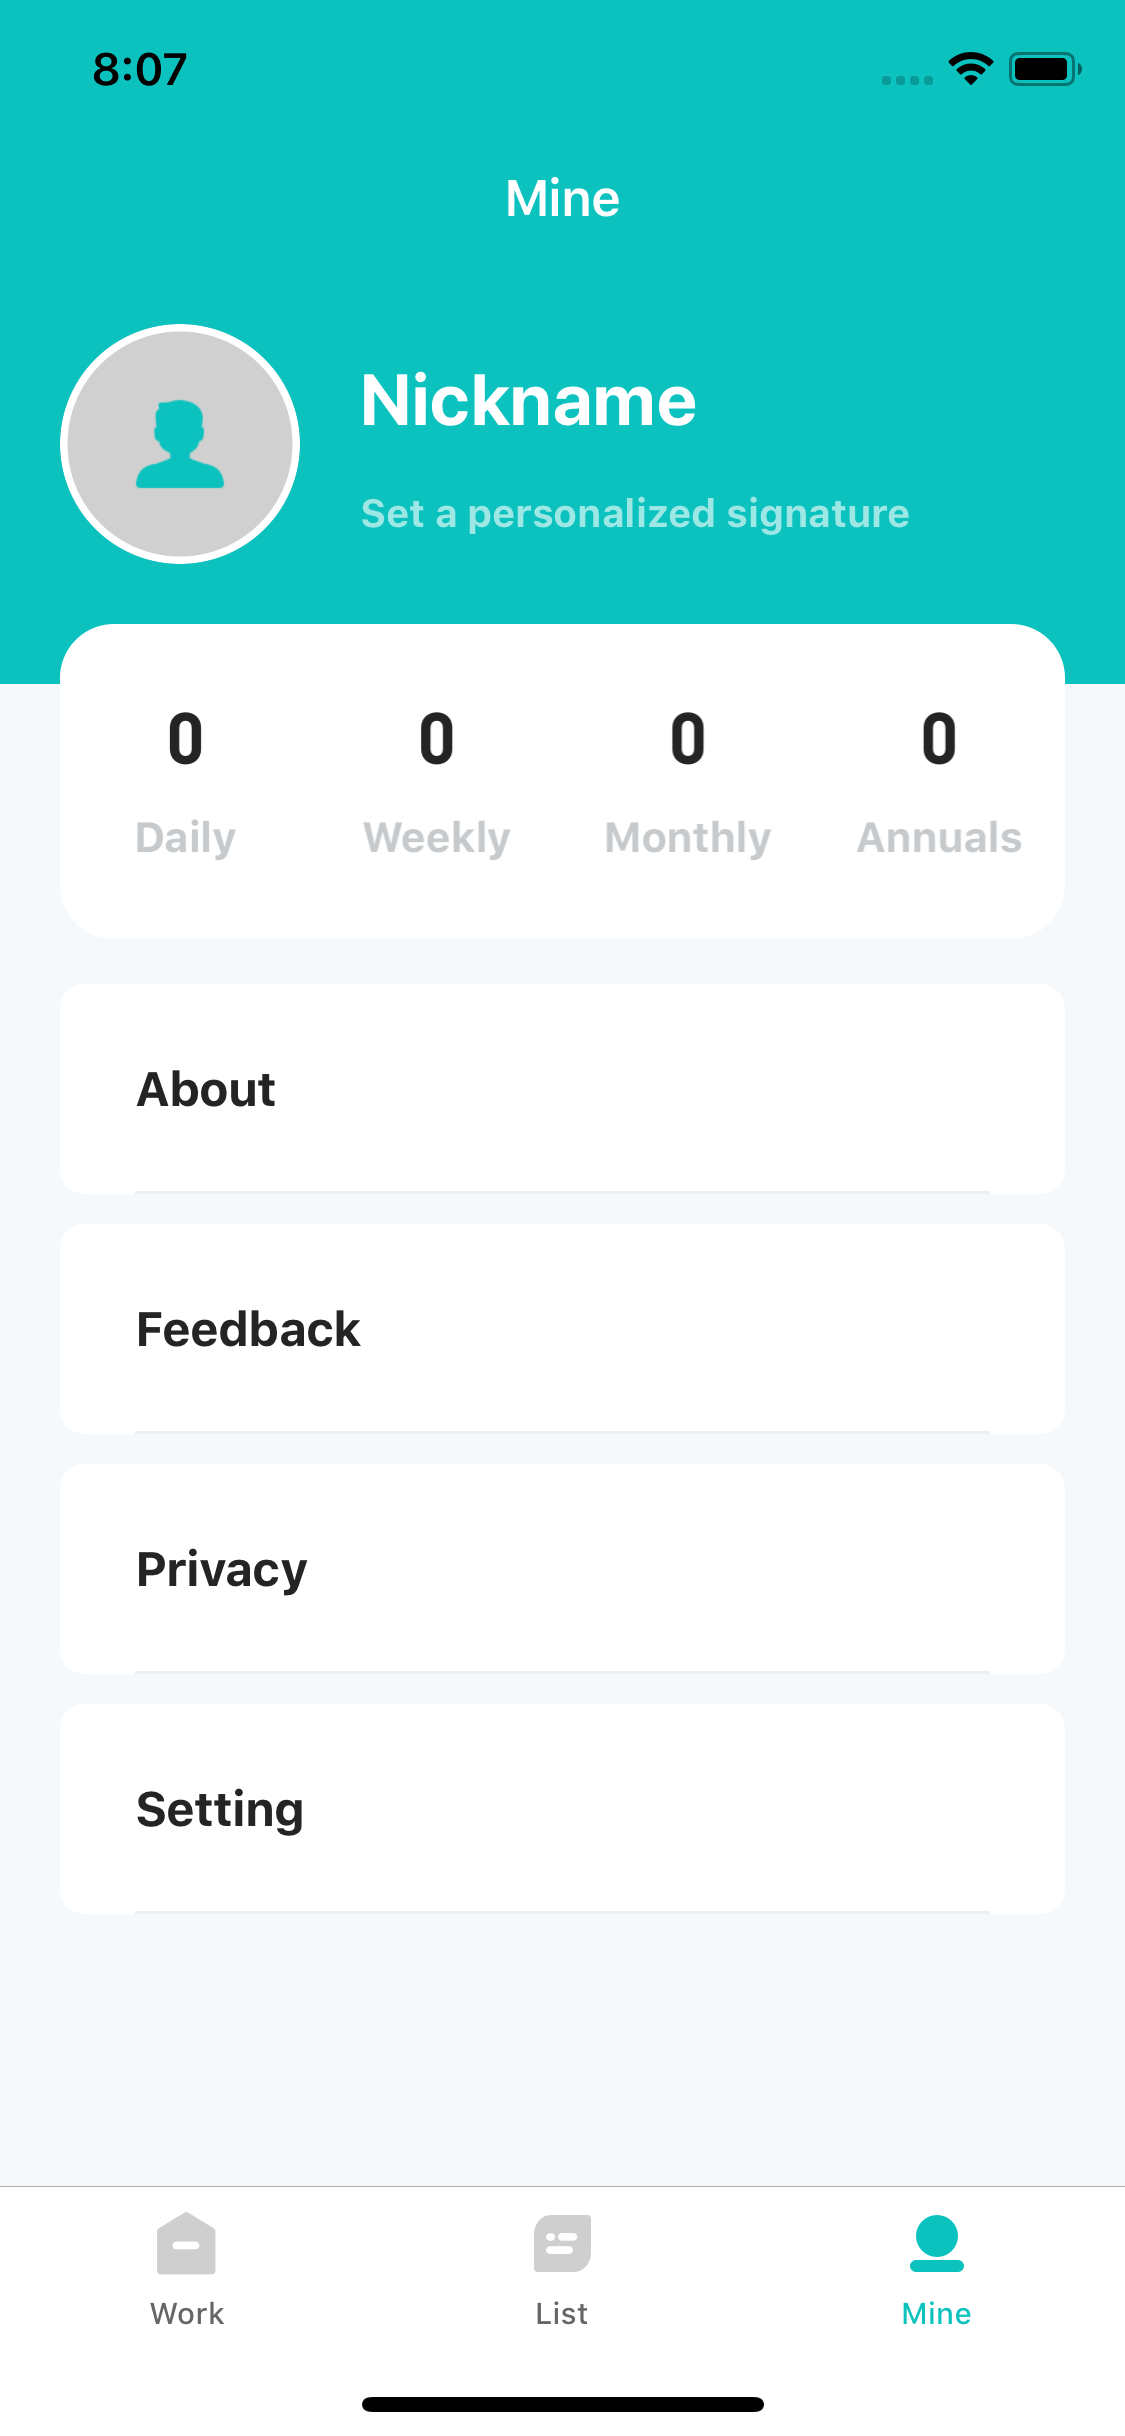 8:07
Mine
Nickname
Set a personalized signature
0 0 0 0
Daily Weekly Monthly Annuals
About
Feedback
Privacy
Setting
Work List Mine